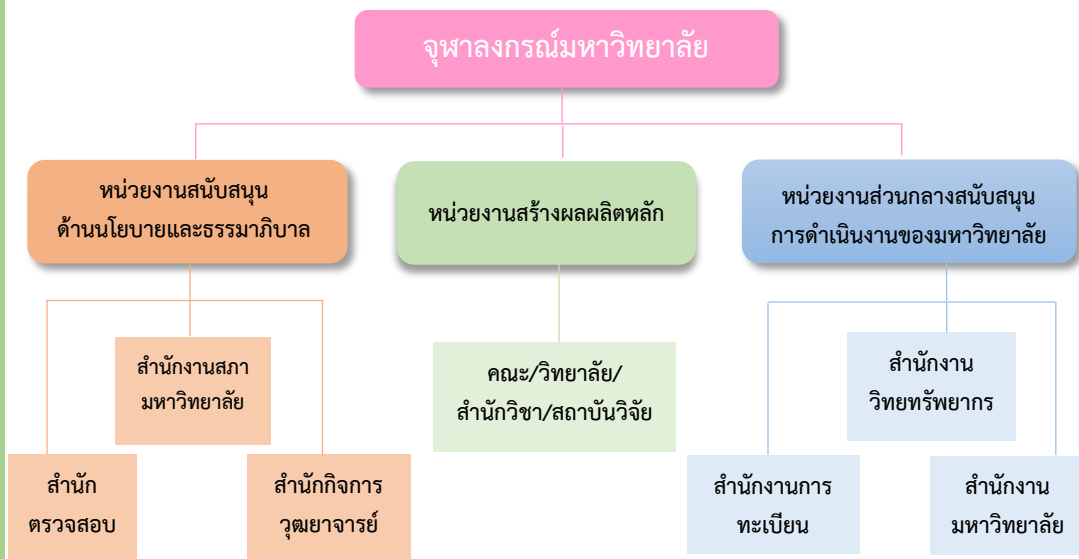 จุฬาลงกรณ์มหาวิทยาลัย
หน่วยงานสนับสนุน
ด้านนโยบายและธรรมาภิบาล
หน่วยงานสร้างผลผลิตหลัก
หน่วยงานส่วนกลางสนับสนุน
การดำเนินงานของมหาวิทยาลัย
สำนักงานสภา
มหาวิทยาลัย
คณะ/วิทยาลัย/
สำนักวิชา/สถาบันวิจัย
สำนักงาน
วิทยทรัพยากร
สำนัก
ตรวจสอบ
สำนักกิจการ
วุฒยาจารย์
สำนักงานการ
ทะเบียน
สำนักงาน
มหาวิทยาลัย